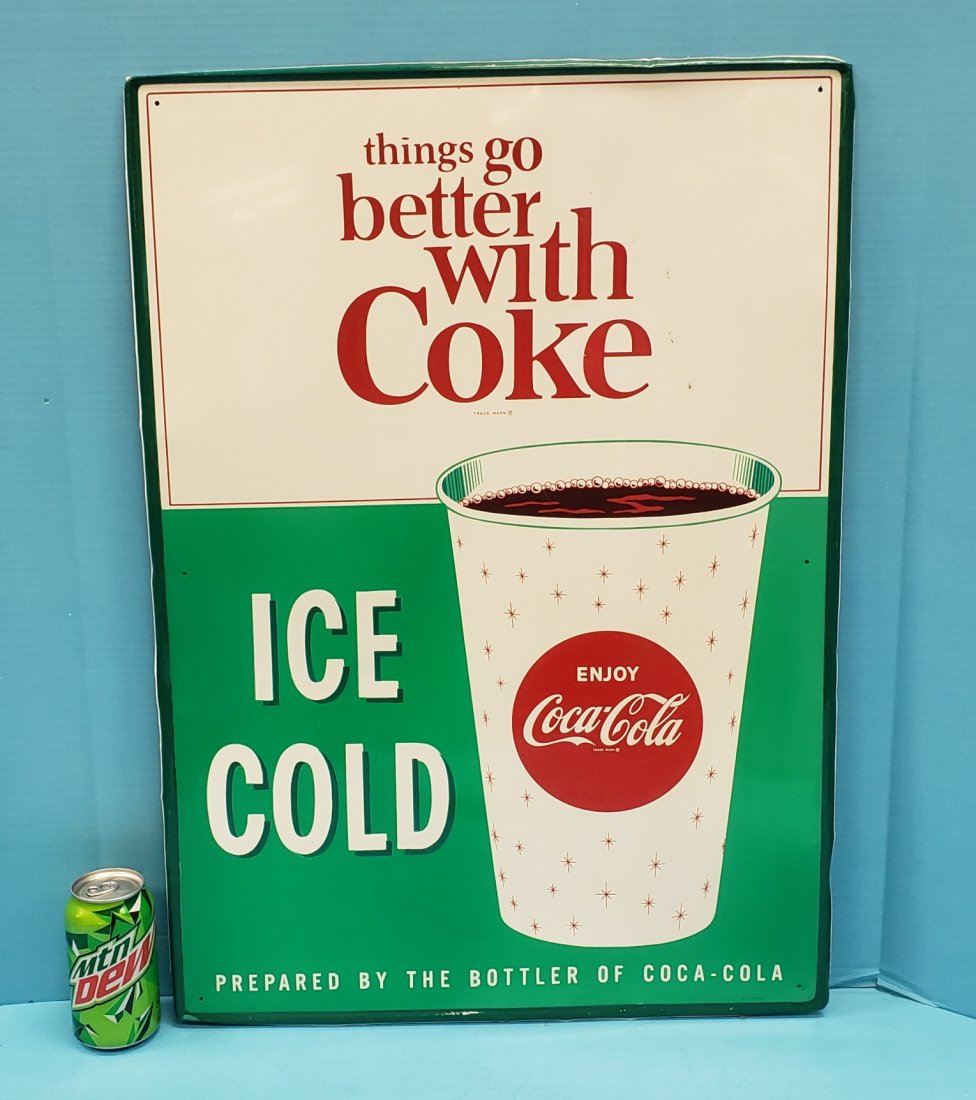 things go
better
with
Coke
TRADE MARK ®
ENJOY
Coca-Cola
TRADE MARK ®
ICE
COLD
PREPARED BY THE BOTTLER OF COCA-COLA
mtn
DEW